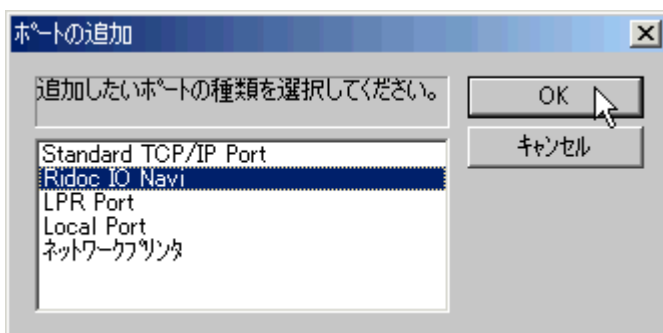 ポートの追加
追加したいポートの種類を選択してください。
OK
キャンセル
Standard TCP/IP Port
Ridoc IO Navi
LPR Port
Local Port
ネットワークプリンタ